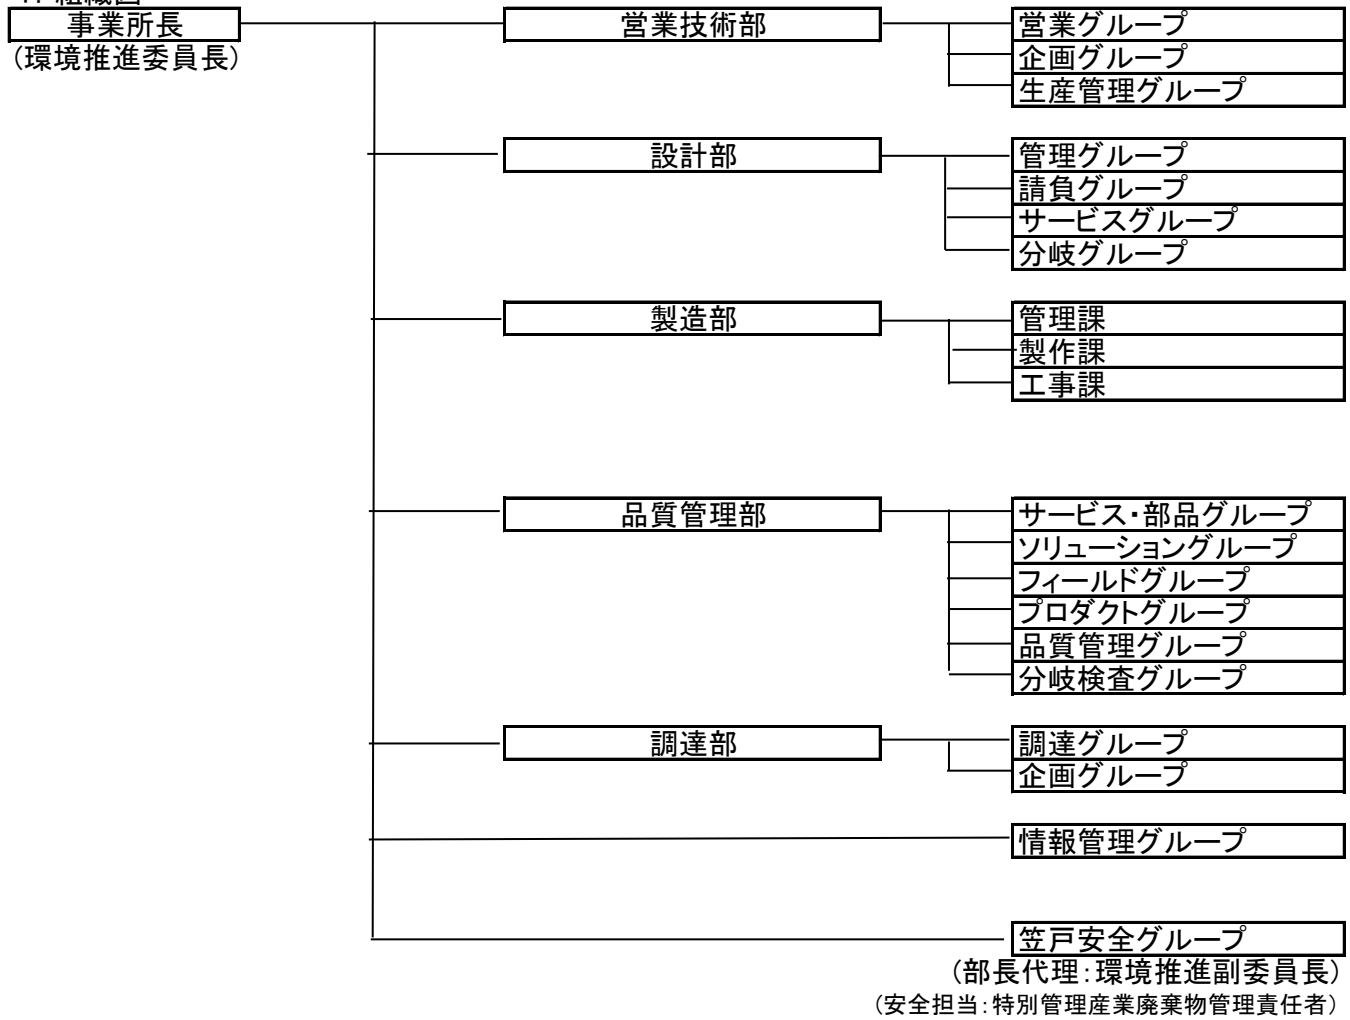 組織図
事業所長
（環境推進委員長）
営業技術部
営業グループ
企画グループ
生産管理グループ
設計部
管理グループ
請負グループ
サービスグループ
分岐グループ
製造部
管理課
製作課
工事課
品質管理部
サービス・部品グループ
ソリューショングループ
フィールドグループ
プロダクトグループ
品質管理グループ
分岐検査グループ
調達部
調達グループ
企画グループ
情報管理グループ
笠戸安全グループ
（部長代理：環境推進副委員長）
（安全担当：特別管理産業廃棄物管理責任者）